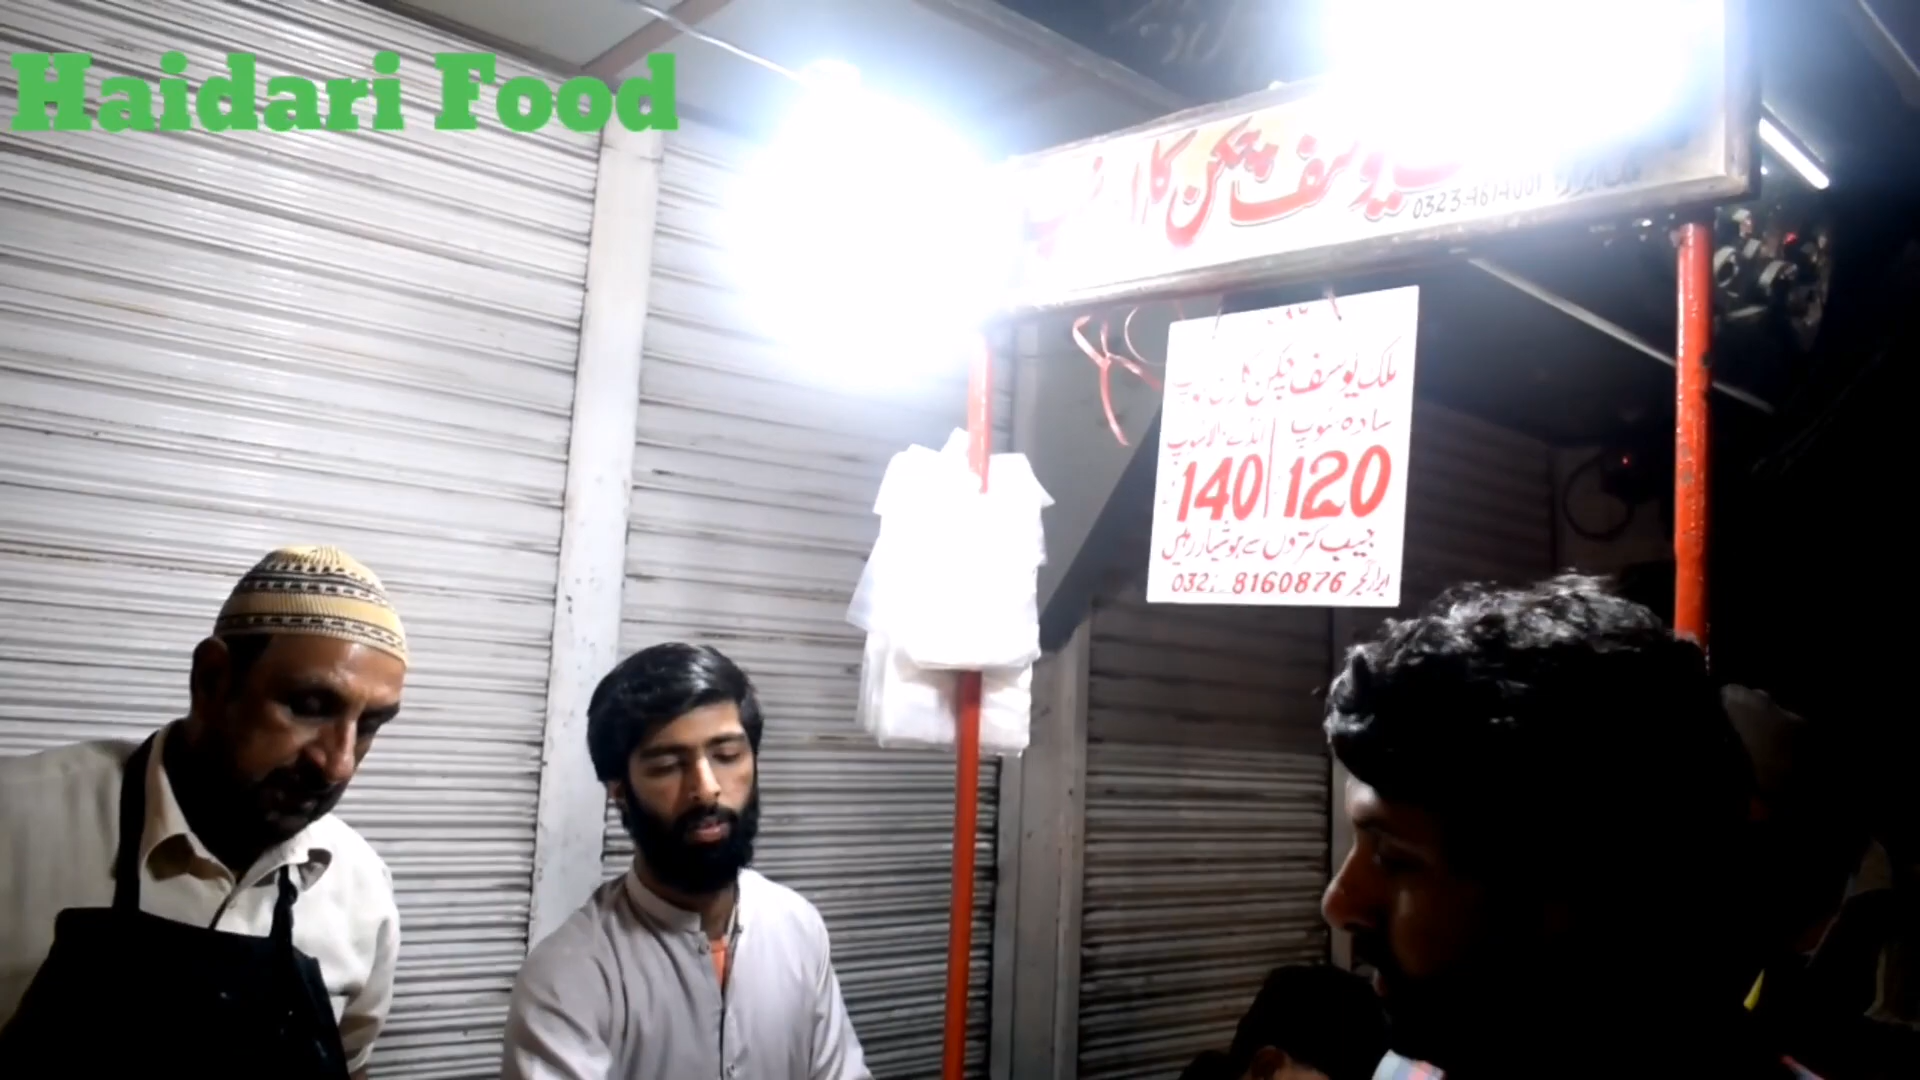 Haidari Food
یوسف چکن کارن
0323-4614001
ملک یوسف چکن کارن سوپ
سادہ سوپ انڈے والا سوپ
120 140
جیب کتروں سے ہوشیار رہیں
8160876